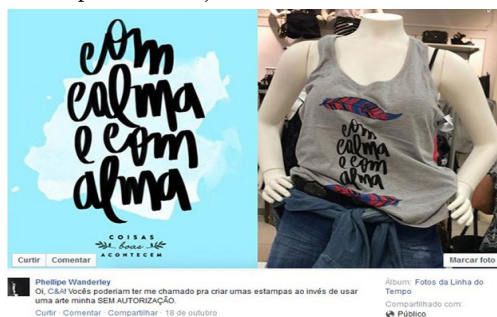 com
calma
e com
alma
COISAS
boas
ACONTECEM
com
calma
e com
alma
Curtir Comentar
Marcar foto
Phellipe Wanderley
Oi, C&A! Vocês poderiam ter me chamado pra criar umas estampas ao invés de usar
uma arte minha SEM AUTORIZAÇÃO.
Curtir · Comentar · Compartilhar · 18 de outubro
Álbum: Fotos da Linha do
Tempo
Compartilhado com:
Público